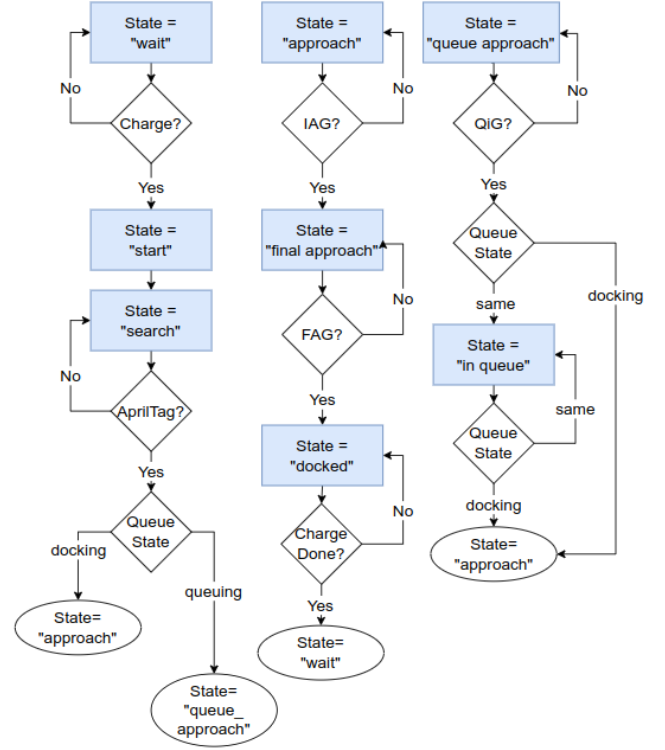 State =
"wait"
No
Charge?
Yes
State =
"start"
State =
"search"
No
AprilTag?
Yes
Queue
State
docking
queuing
State=
"approach"
State=
"queue_
approach"
State =
"approach"
No
IAG?
Yes
State =
"final approach"
No
FAG?
Yes
State =
"docked"
No
Charge
Done?
Yes
State=
"wait"
State =
"queue approach"
No
QiG?
Yes
Queue
State
docking
same
State =
"in queue"
same
Queue
State
docking
State=
"approach"